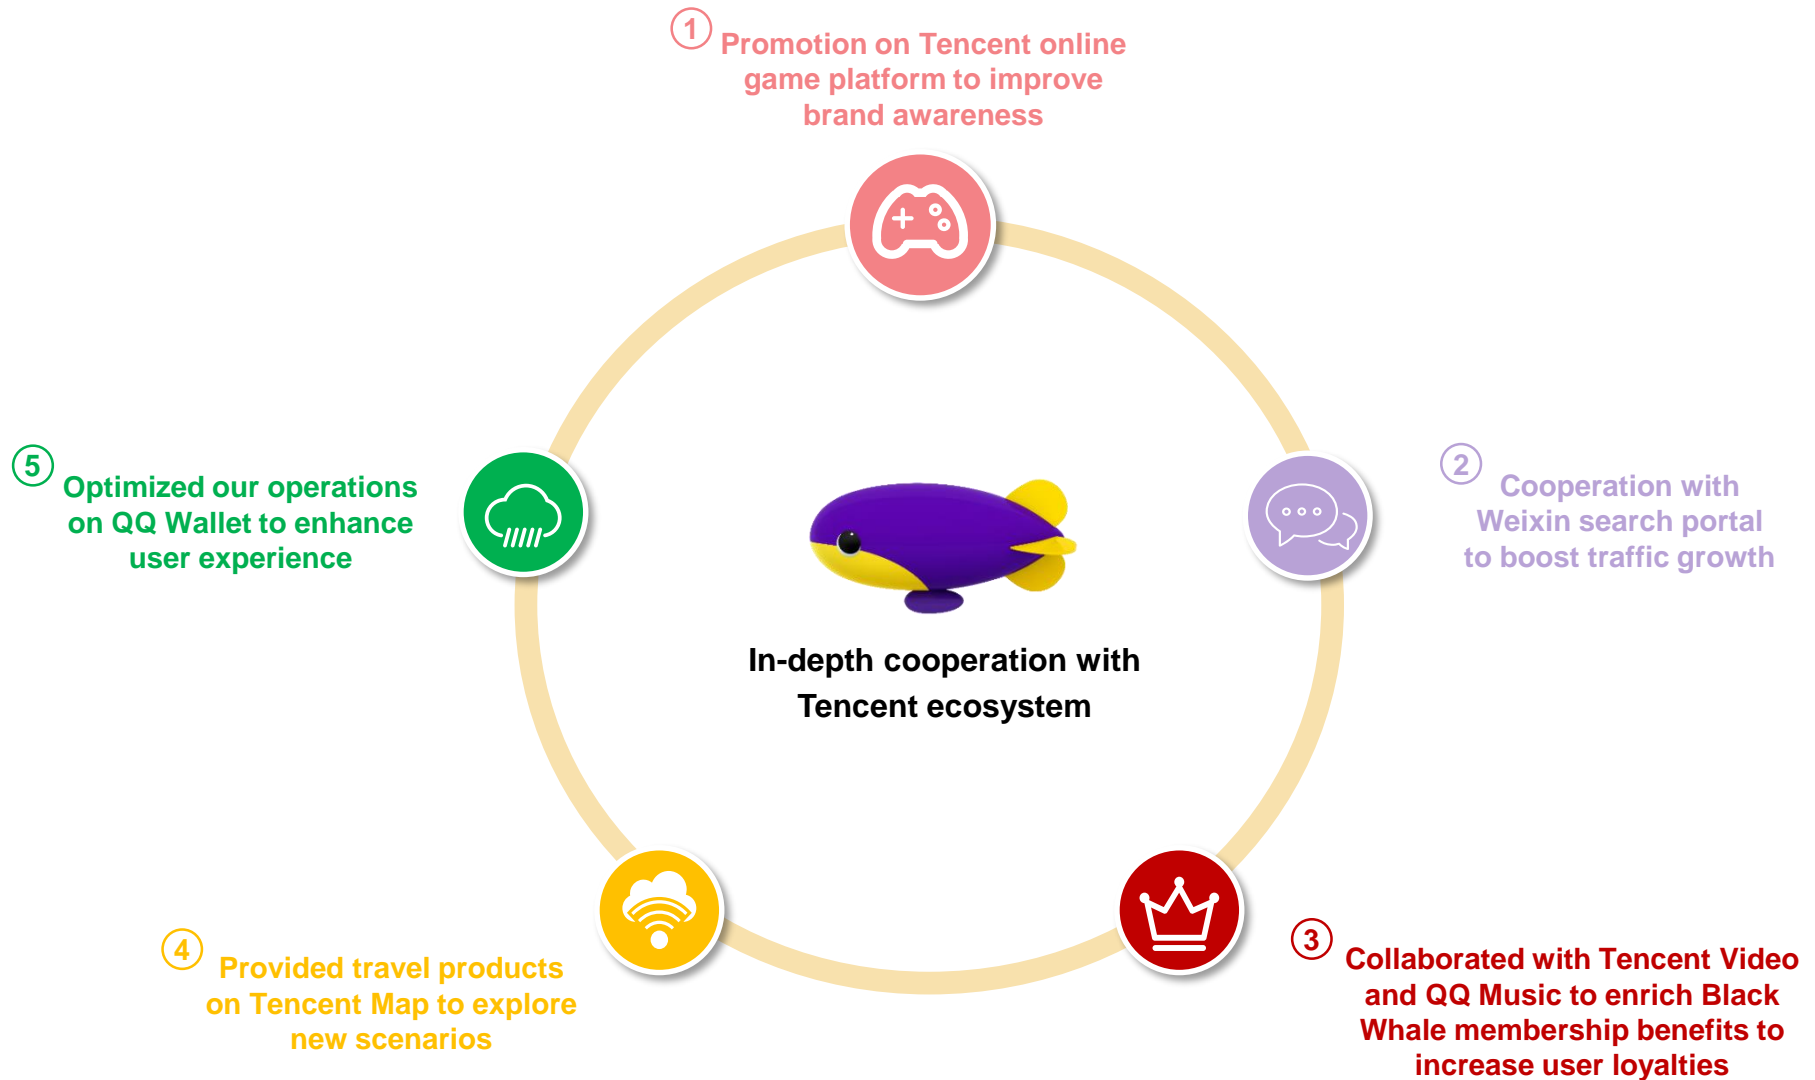 1
Promotion on Tencent online
game platform to improve
brand awareness
2
Cooperation with
Weixin search portal
to boost traffic growth
3
Collaborated with Tencent Video
and QQ Music to enrich Black
Whale membership benefits to
increase user loyalties
4
Provided travel products
on Tencent Map to explore
new scenarios
5
Optimized our operations
on QQ Wallet to enhance
user experience
In-depth cooperation with
Tencent ecosystem